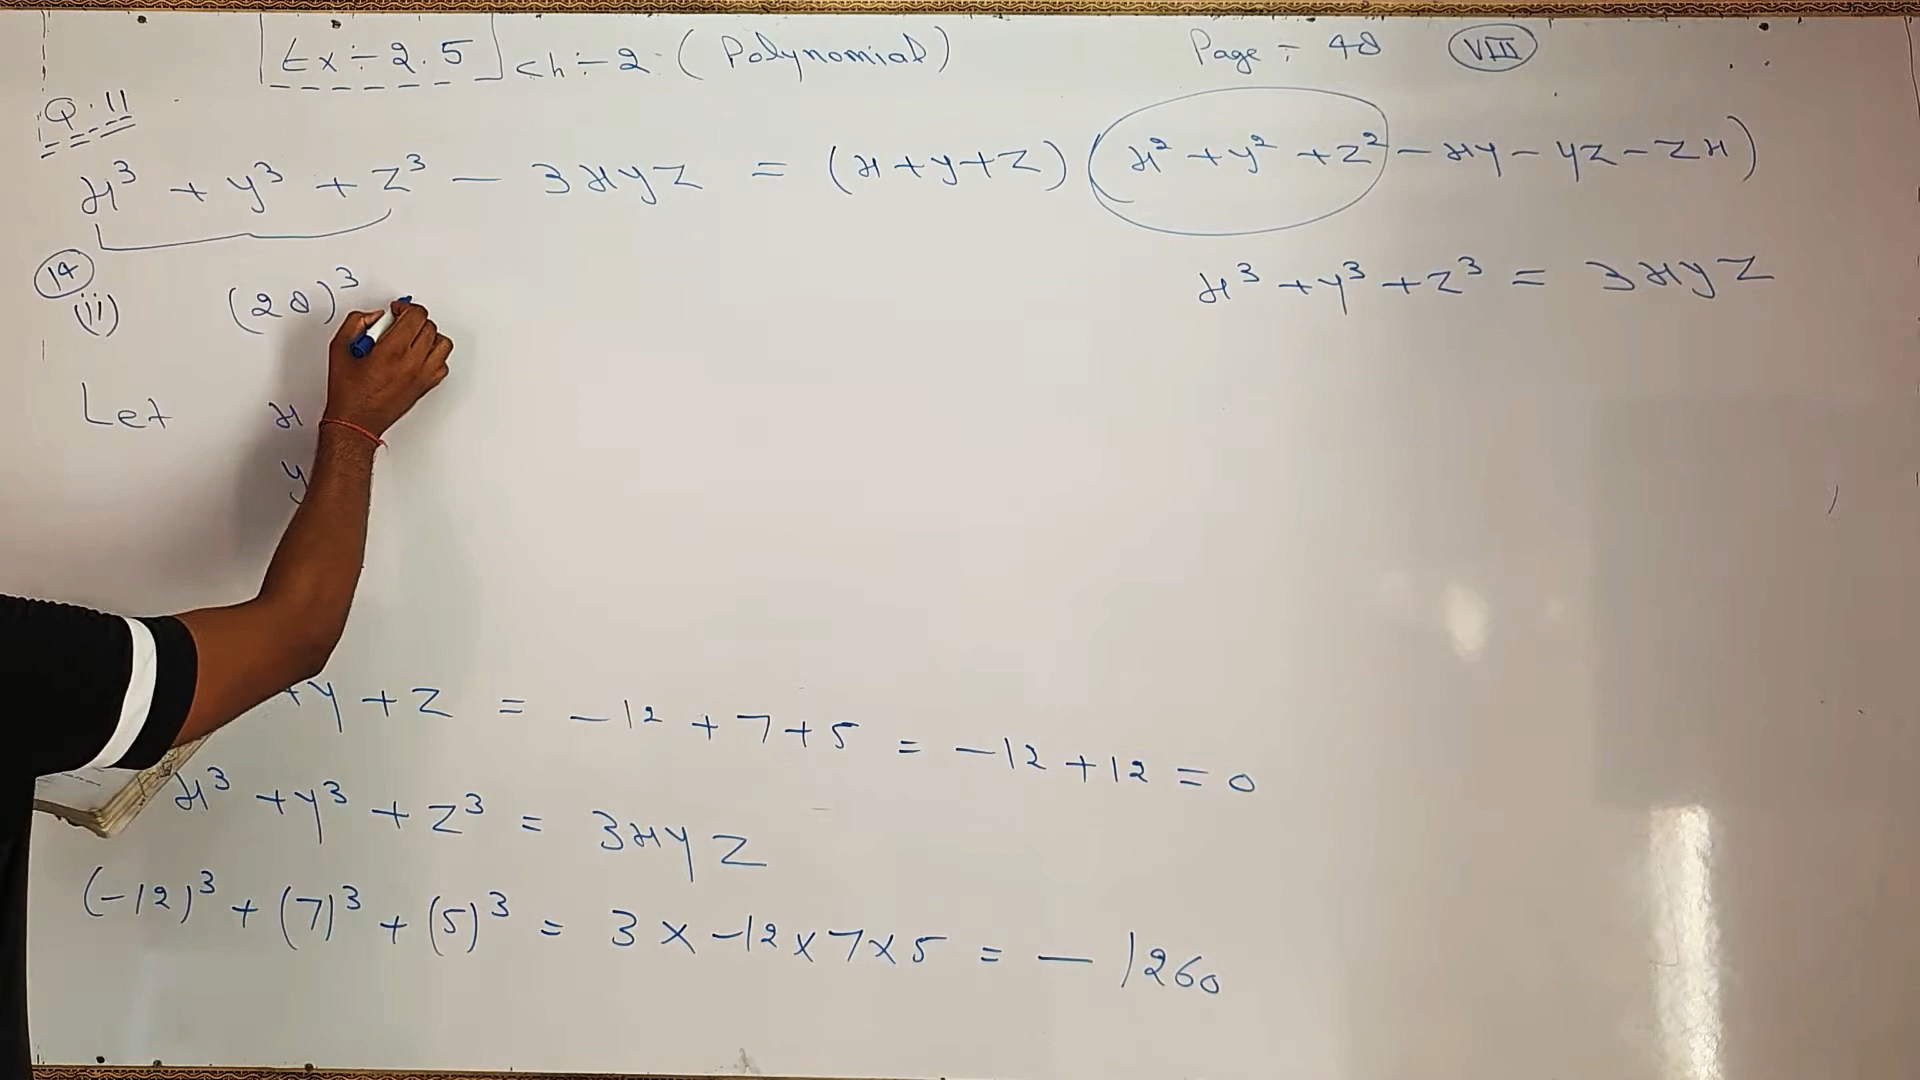 Ex÷2.5 Ch÷2 (Polynomial) Page ÷ 48 VIII
Q.11
x³ + y³ + z³ − 3xyz = (x+y+z) (x² + y² + z² − xy − yz − zx)
x³ + y³ + z³ = 3xyz
14
(ii) (28)³
Let x
y
+y +z = −12 + 7+5 = −12 +12 = 0
x³ + y³ + z³ = 3xyz
(−12)³ + (7)³ + (5)³ = 3 × −12 × 7 × 5 = − 1260